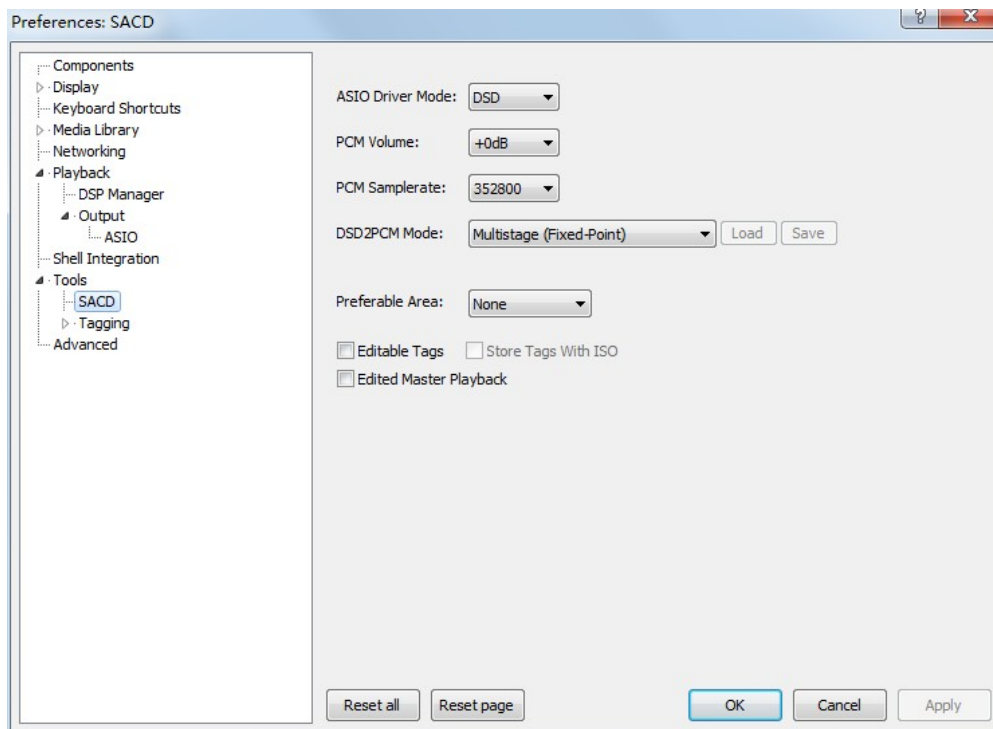 Preferences: SACD
Components
Display
Keyboard Shortcuts
Media Library
Networking
Playback
DSP Manager
Output
ASIO
Shell Integration
Tools
SACD
Tagging
Advanced
ASIO Driver Mode: DSD
PCM Volume: +0dB
PCM Samplerate: 352800
DSD2PCM Mode: Multistage (Fixed-Point) Load Save
Preferable Area: None
Editable Tags Store Tags With ISO
Edited Master Playback
Reset all Reset page OK Cancel Apply